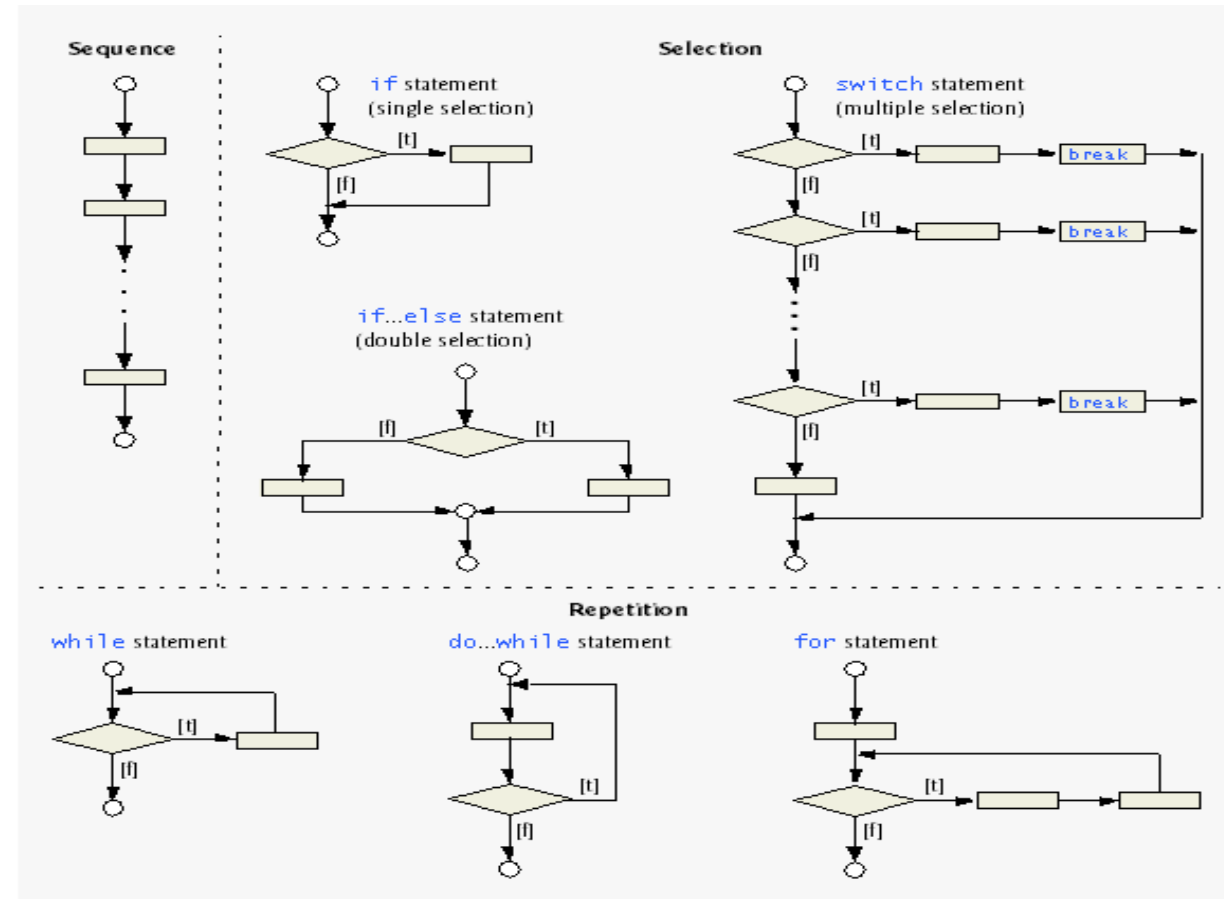 Sequence
Selection
if statement
(single selection)
[t]
[f]
switch statement
(multiple selection)
[t]
break
[f]
[t]
break
[f]
[t]
break
[f]
if...else statement
(double selection)
[f]
[t]
Repetition
while statement
[t]
[f]
do...while statement
[t]
[f]
for statement
[t]
[f]